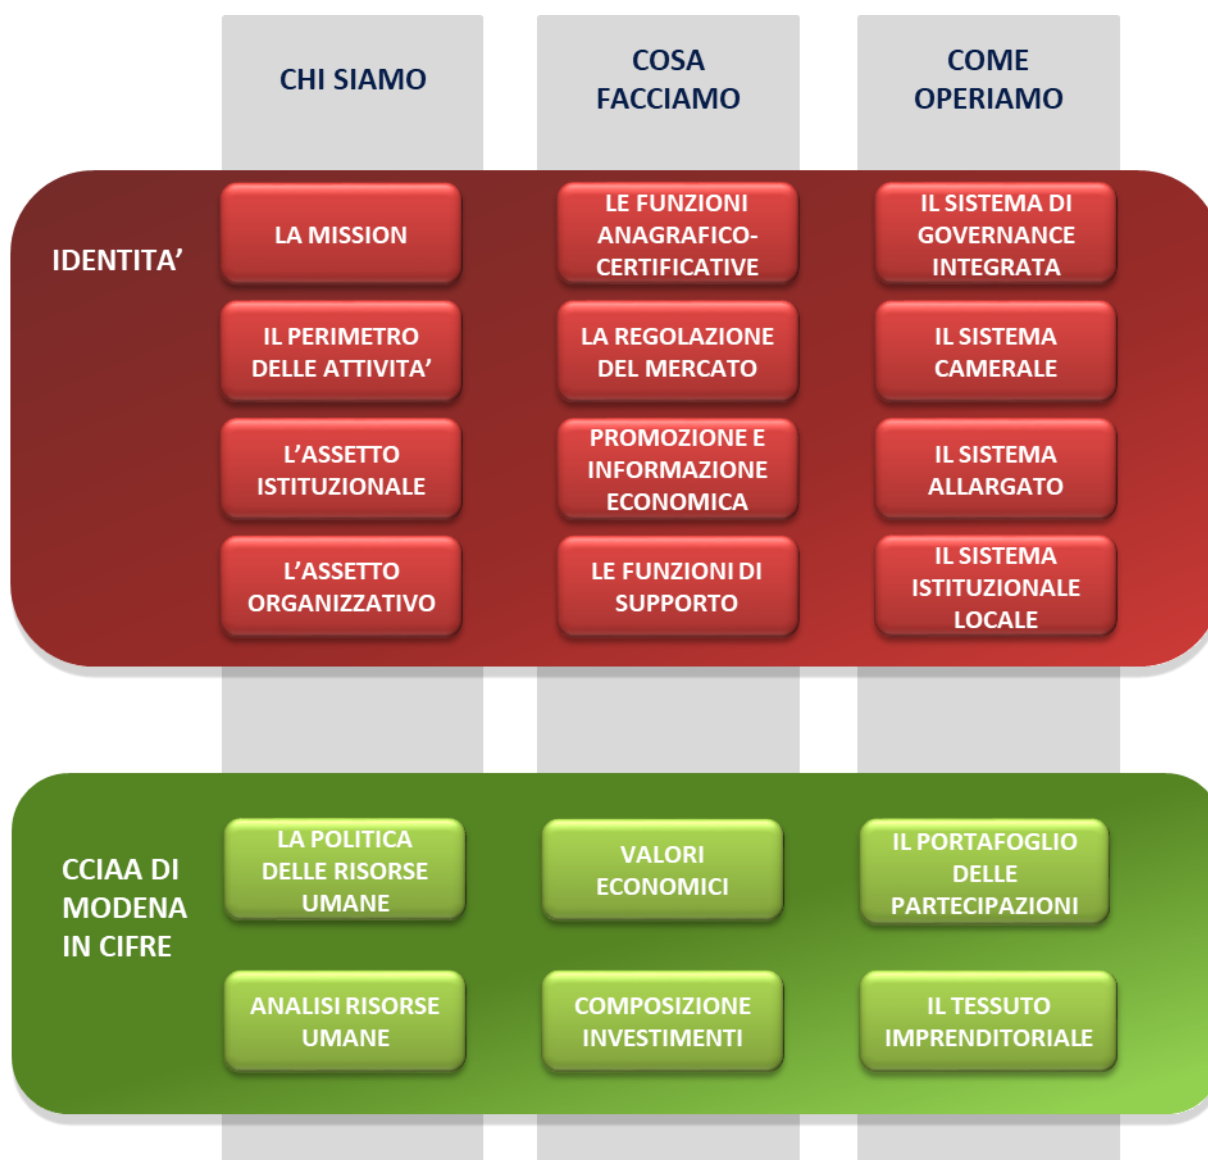 CHI SIAMO
COSA
FACCIAMO
COME
OPERIAMO
IDENTITA’
LA MISSION
LE FUNZIONI
ANAGRAFICO-
CERTIFICATIVE
IL SISTEMA DI
GOVERNANCE
INTEGRATA
IL PERIMETRO
DELLE ATTIVITA’
LA REGOLAZIONE
DEL MERCATO
IL SISTEMA
CAMERALE
L’ASSETTO
ISTITUZIONALE
PROMOZIONE E
INFORMAZIONE
ECONOMICA
IL SISTEMA
ALLARGATO
L’ASSETTO
ORGANIZZATIVO
LE FUNZIONI DI
SUPPORTO
IL SISTEMA
ISTITUZIONALE
LOCALE
CCIAA DI
MODENA
IN CIFRE
LA POLITICA
DELLE RISORSE
UMANE
VALORI
ECONOMICI
IL PORTAFOGLIO
DELLE
PARTECIPAZIONI
ANALISI RISORSE
UMANE
COMPOSIZIONE
INVESTIMENTI
IL TESSUTO
IMPRENDITORIALE